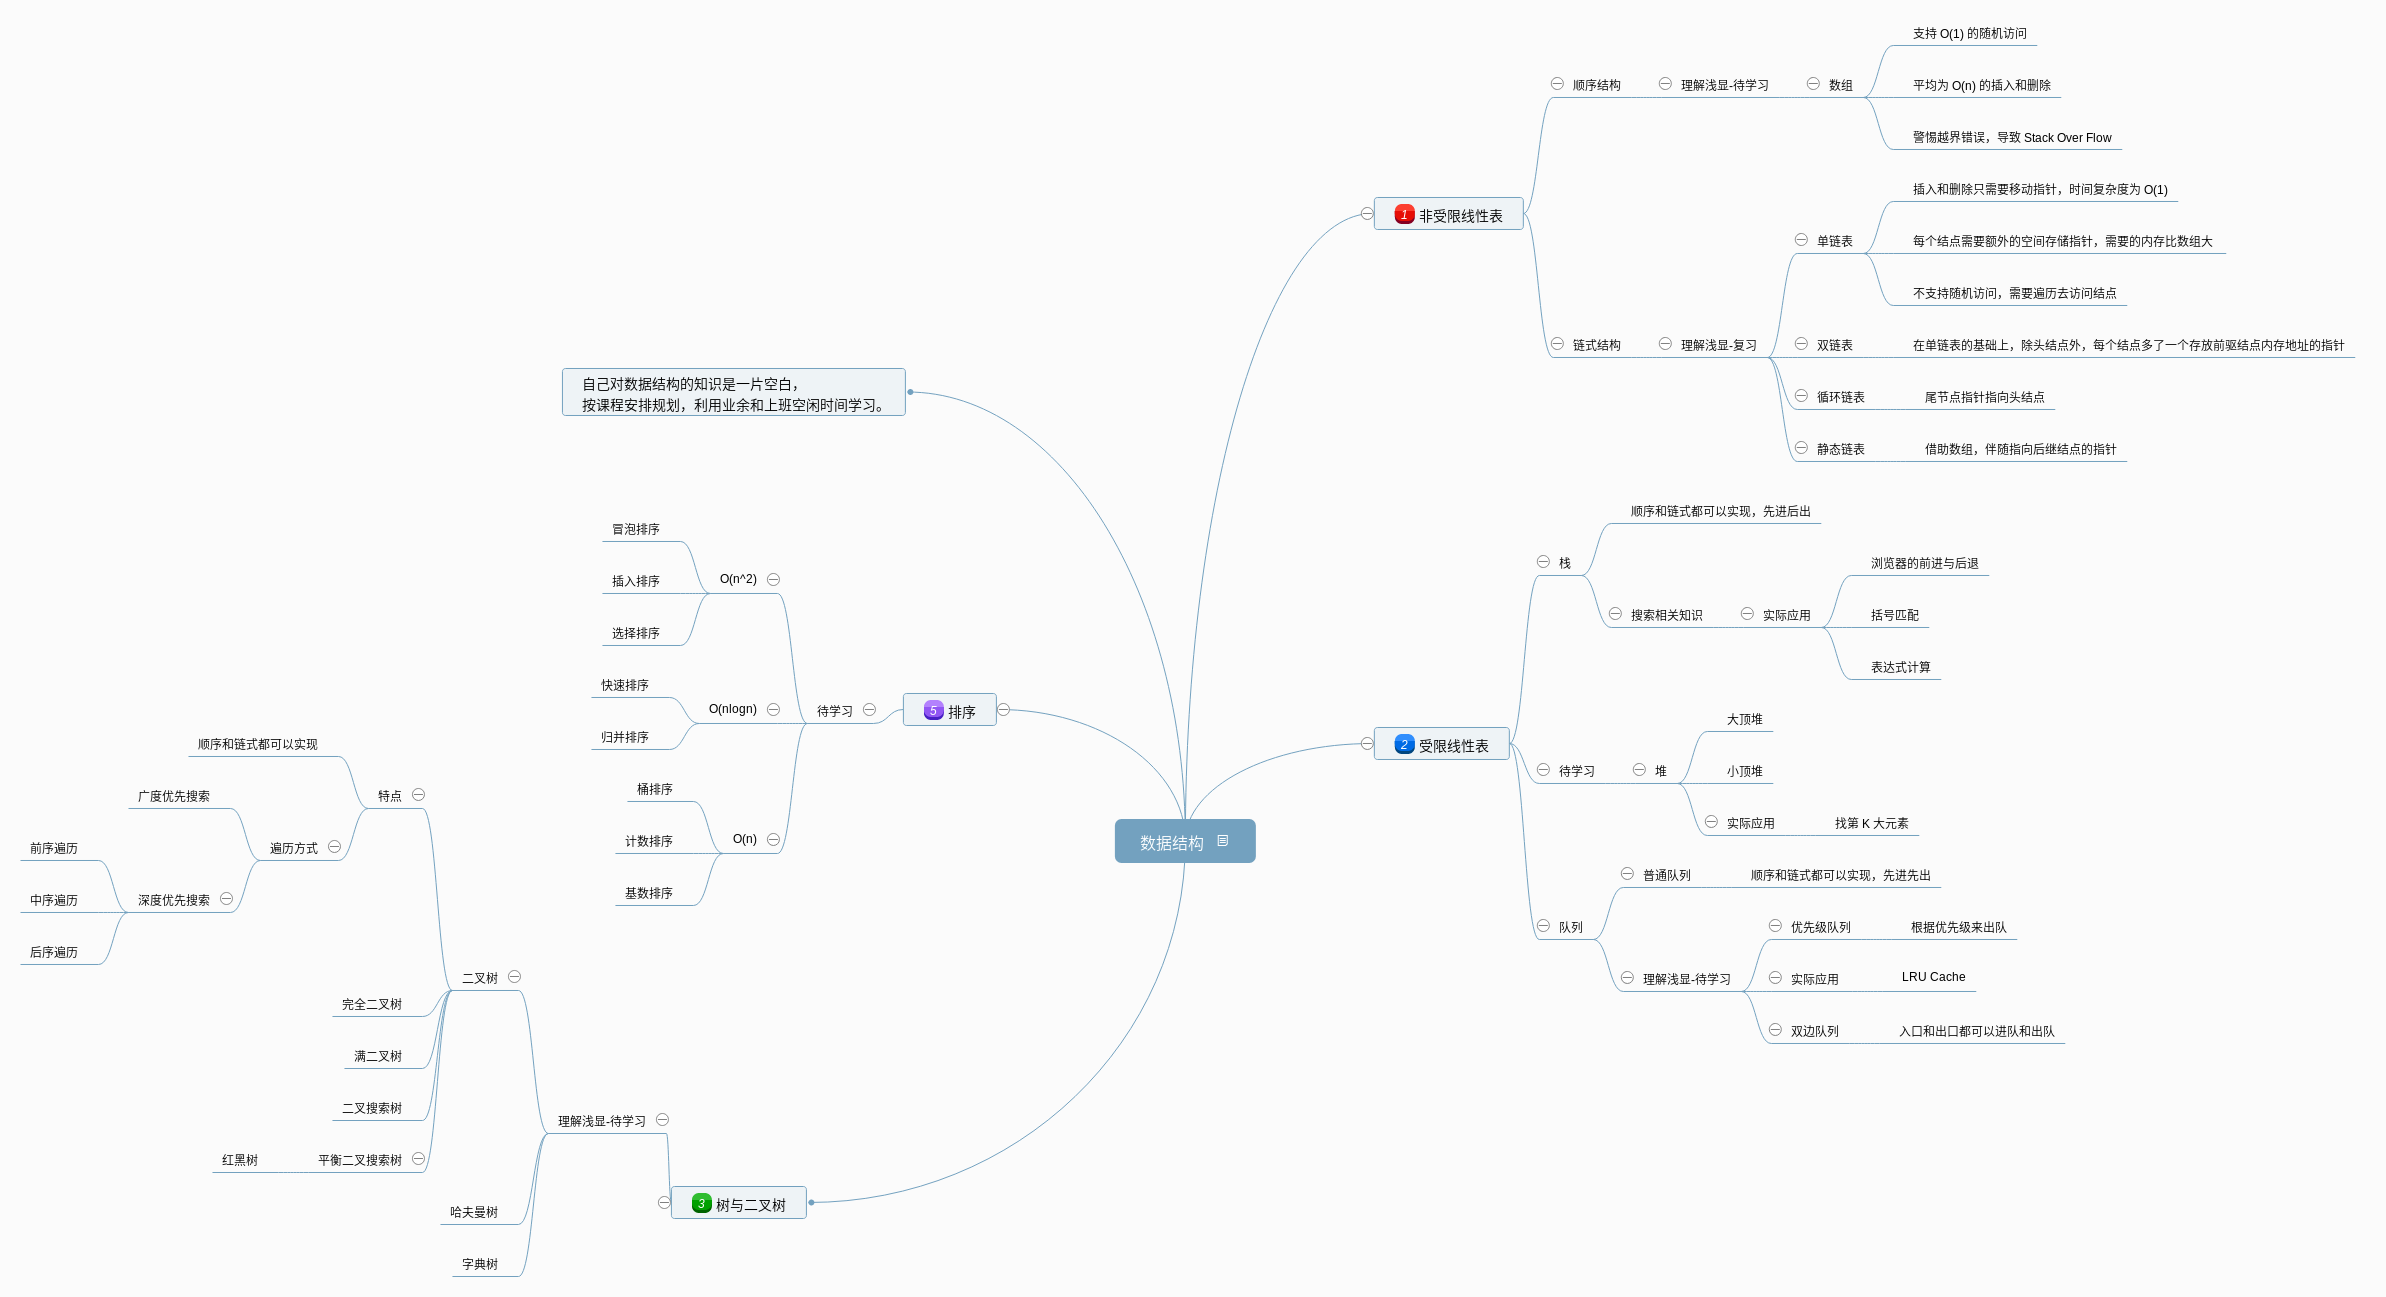 数据结构
1 非受限线性表
顺序结构
理解浅显-待学习
数组
支持 O(1) 的随机访问
平均为 O(n) 的插入和删除
警惕越界错误，导致 Stack Over Flow
链式结构
理解浅显-复习
单链表
插入和删除只需要移动指针，时间复杂度为 O(1)
每个结点需要额外的空间存储指针，需要的内存比数组大
不支持随机访问，需要遍历去访问结点
双链表
在单链表的基础上，除头结点外，每个结点多了一个存放前驱结点内存地址的指针
循环链表
尾节点指针指向头结点
静态链表
借助数组，伴随指向后继结点的指针
2 受限线性表
栈
顺序和链式都可以实现，先进后出
搜索相关知识
实际应用
浏览器的前进与后退
括号匹配
表达式计算
待学习
堆
大顶堆
小顶堆
实际应用
找第 K 大元素
队列
普通队列
顺序和链式都可以实现，先进先出
理解浅显-待学习
优先级队列
根据优先级来出队
实际应用
LRU Cache
双边队列
入口和出口都可以进队和出队
3 树与二叉树
理解浅显-待学习
二叉树
特点
顺序和链式都可以实现
遍历方式
广度优先搜索
深度优先搜索
前序遍历
中序遍历
后序遍历
完全二叉树
满二叉树
二叉搜索树
平衡二叉搜索树
红黑树
哈夫曼树
字典树
5 排序
待学习
O(n^2)
冒泡排序
插入排序
选择排序
O(nlogn)
快速排序
归并排序
O(n)
桶排序
计数排序
基数排序
自己对数据结构的知识是一片空白，
按课程安排规划，利用业余和上班空闲时间学习。